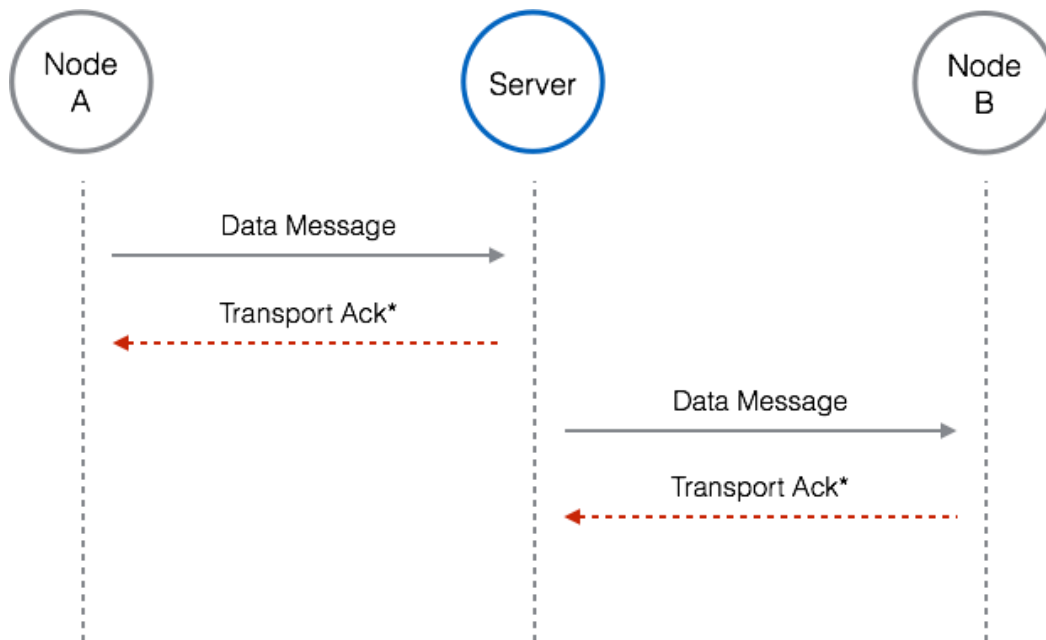 Node
A
Server
Node
B
Data Message
Transport Ack*
Data Message
Transport Ack*